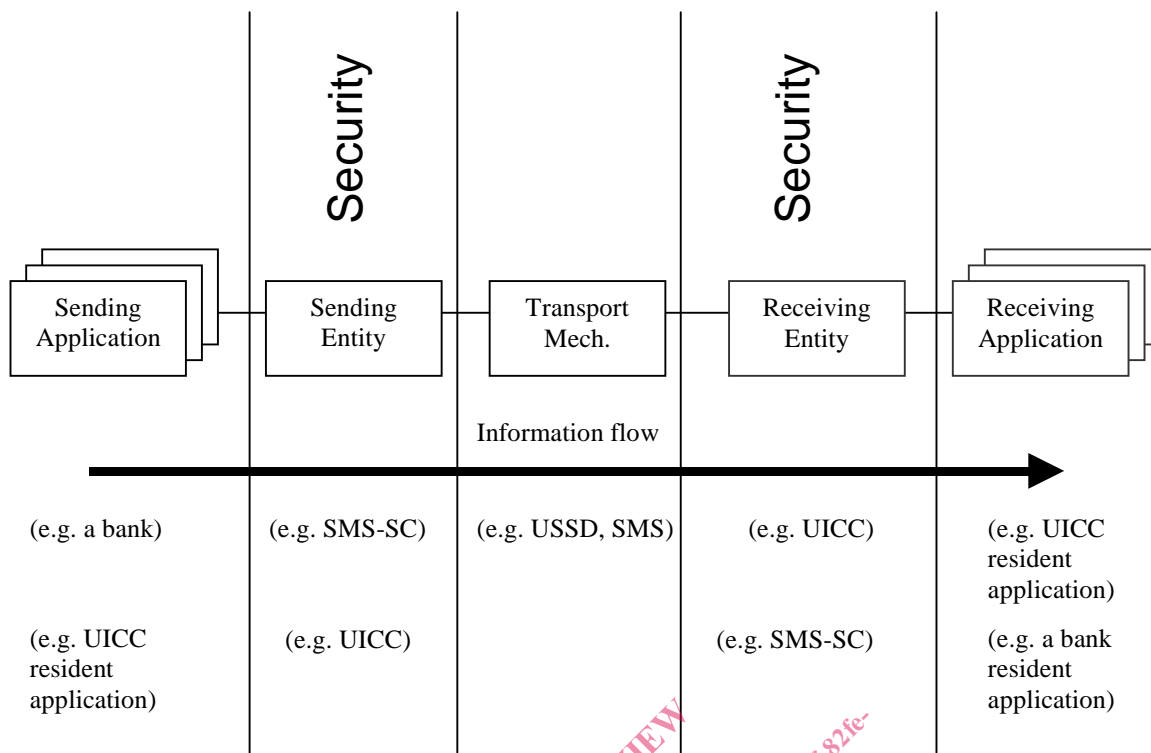 Security
Security
Sending
Application
Sending
Entity
Transport
Mech.
Receiving
Entity
Receiving
Application
Information flow
(e.g. a bank)
(e.g. SMS-SC)
(e.g. USSD, SMS)
(e.g. UICC)
(e.g. UICC
resident
application)
(e.g. UICC
resident
application)
(e.g. UICC)
(e.g. SMS-SC)
(e.g. a bank
resident
application)